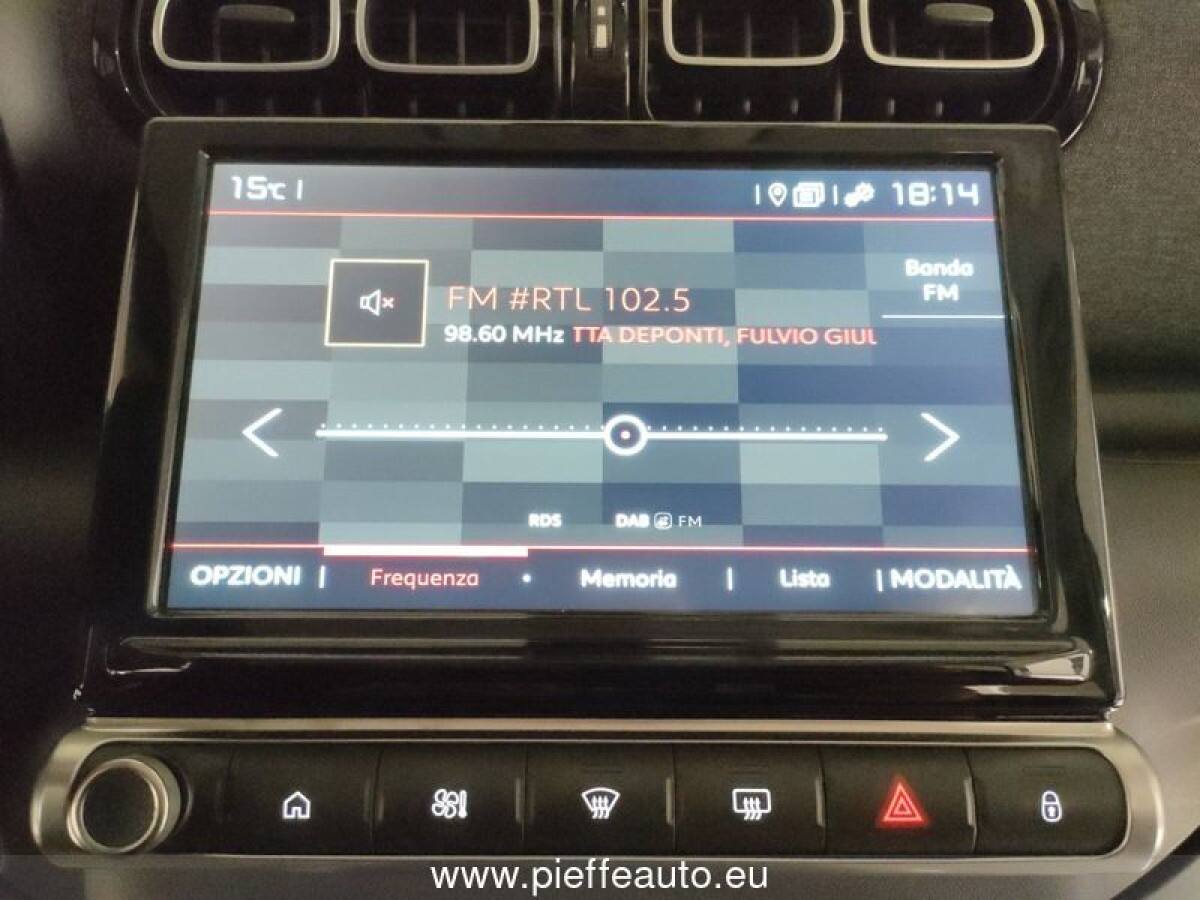 15°C
18:14
Banda
FM
FM #RTL 102.5
98.60 MHz TTA DEPONTI, FULVIO GIUL
RDS DAB FM
OPZIONI Frequenza Memoria Lista MODALITÀ
www.pieffeauto.eu